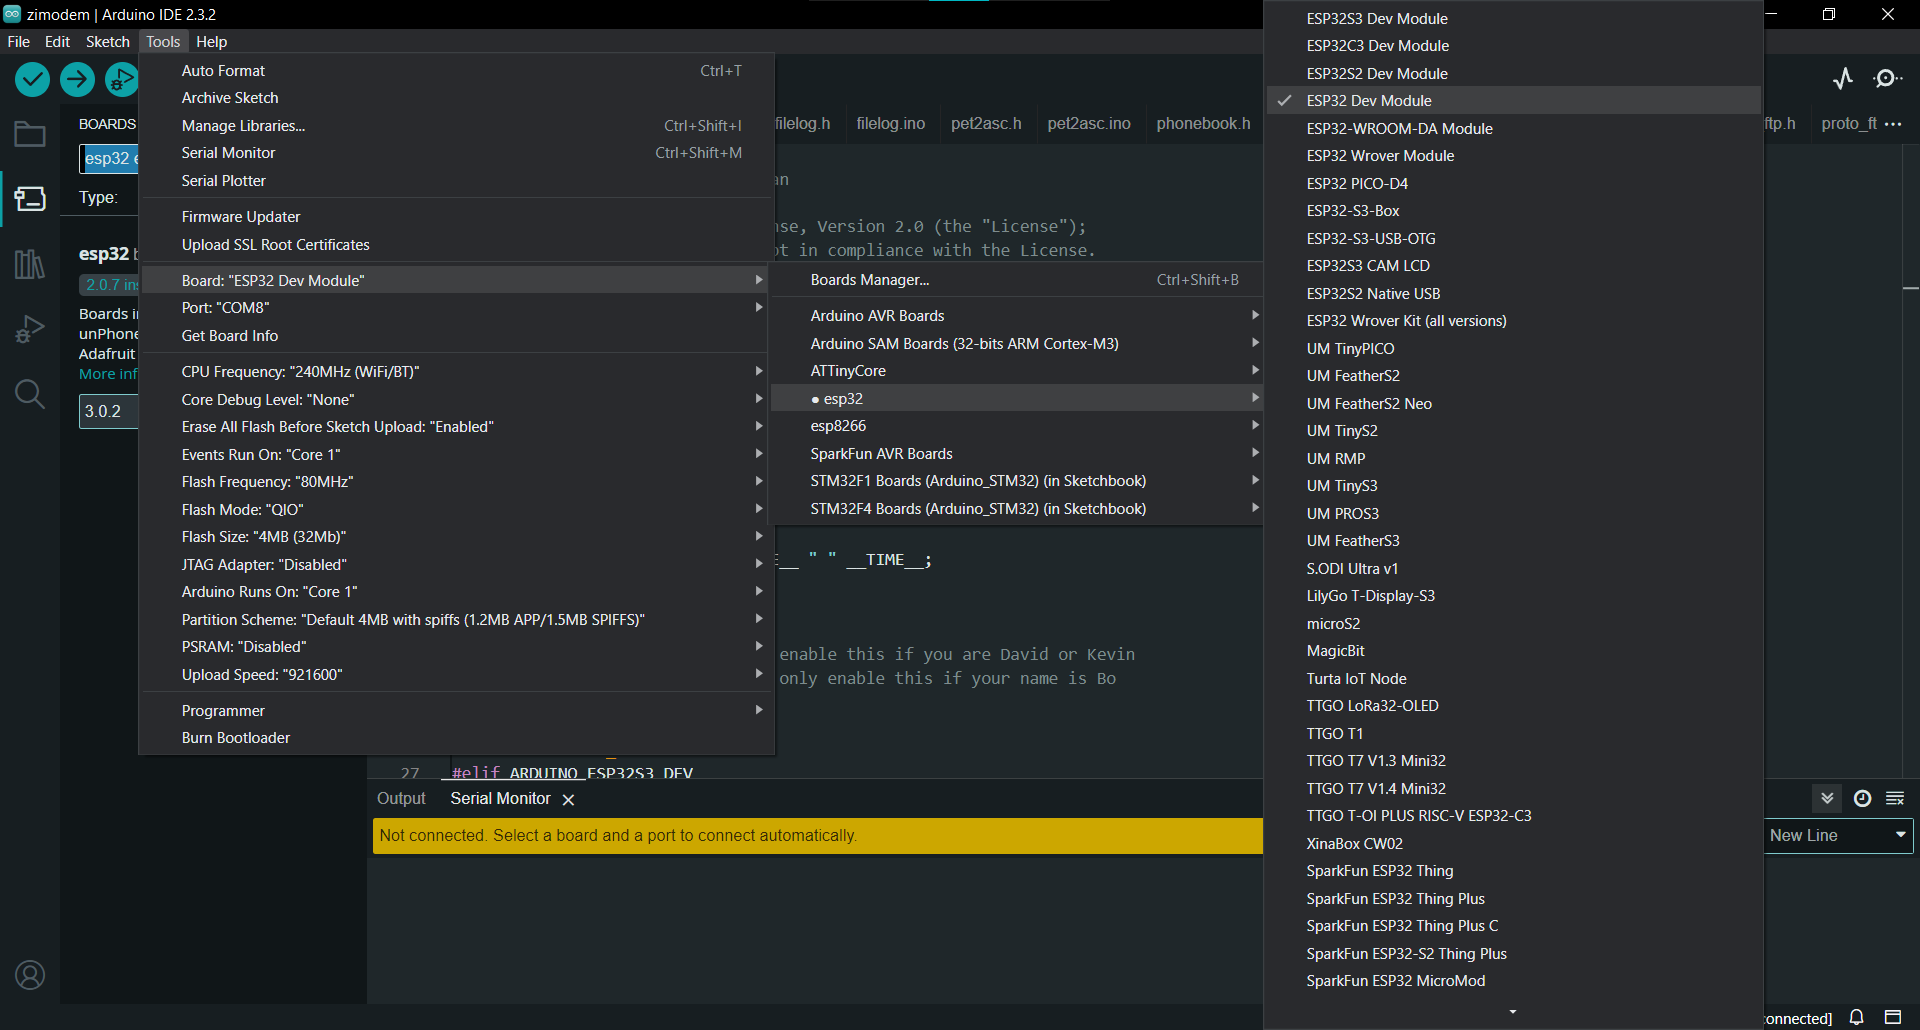 zimodem | Arduino IDE 2.3.2
File Edit Sketch Tools Help
Auto Format Ctrl+T
Archive Sketch
Manage Libraries... Ctrl+Shift+I
Serial Monitor Ctrl+Shift+M
Serial Plotter
Firmware Updater
Upload SSL Root Certificates
Board: "ESP32 Dev Module"
Port: "COM8"
Get Board Info
CPU Frequency: "240MHz (WiFi/BT)"
Core Debug Level: "None"
Erase All Flash Before Sketch Upload: "Enabled"
Events Run On: "Core 1"
Flash Frequency: "80MHz"
Flash Mode: "QIO"
Flash Size: "4MB (32Mb)"
JTAG Adapter: "Disabled"
Arduino Runs On: "Core 1"
Partition Scheme: "Default 4MB with spiffs (1.2MB APP/1.5MB SPIFFS)"
PSRAM: "Disabled"
Upload Speed: "921600"
Programmer
Burn Bootloader
BOARDS
esp32
Type:
esp32
2.0.7
Boards
unPhone
Adafruit
More
3.0.2
filelog.h filelog.ino pet2asc.h pet2asc.ino phonebook.h ftp.h proto_ft ...
, Version 2.0 (the "License");
in compliance with the License.
Boards Manager... Ctrl+Shift+B
Arduino AVR Boards
Arduino SAM Boards (32-bits ARM Cortex-M3)
ATTinyCore
• esp32
esp8266
SparkFun AVR Boards
STM32F1 Boards (Arduino_STM32) (in Sketchbook)
STM32F4 Boards (Arduino_STM32) (in Sketchbook)
__ " " __TIME__;
enable this if you are David or Kevin
only enable this if your name is Bo
27 #elif ARDUINO_ESP32S3_DEV
Output Serial Monitor
Not connected. Select a board and a port to connect automatically.
New Line
ESP32S3 Dev Module
ESP32C3 Dev Module
ESP32S2 Dev Module
✓ ESP32 Dev Module
ESP32-WROOM-DA Module
ESP32 Wrover Module
ESP32 PICO-D4
ESP32-S3-Box
ESP32-S3-USB-OTG
ESP32S3 CAM LCD
ESP32S2 Native USB
ESP32 Wrover Kit (all versions)
UM TinyPICO
UM FeatherS2
UM FeatherS2 Neo
UM TinyS2
UM RMP
UM TinyS3
UM PROS3
UM FeatherS3
S.ODI Ultra v1
LilyGo T-Display-S3
microS2
MagicBit
Turta IoT Node
TTGO LoRa32-OLED
TTGO T1
TTGO T7 V1.3 Mini32
TTGO T7 V1.4 Mini32
TTGO T-OI PLUS RISC-V ESP32-C3
XinaBox CW02
SparkFun ESP32 Thing
SparkFun ESP32 Thing Plus
SparkFun ESP32 Thing Plus C
SparkFun ESP32-S2 Thing Plus
SparkFun ESP32 MicroMod
onnected]